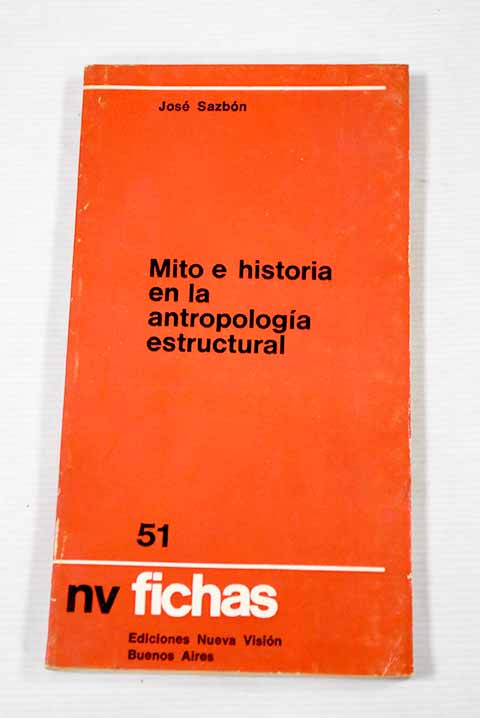 José Sazbón
Mito e historia
en la
antropología
estructural
51
nv fichas
Ediciones Nueva Visión
Buenos Aires